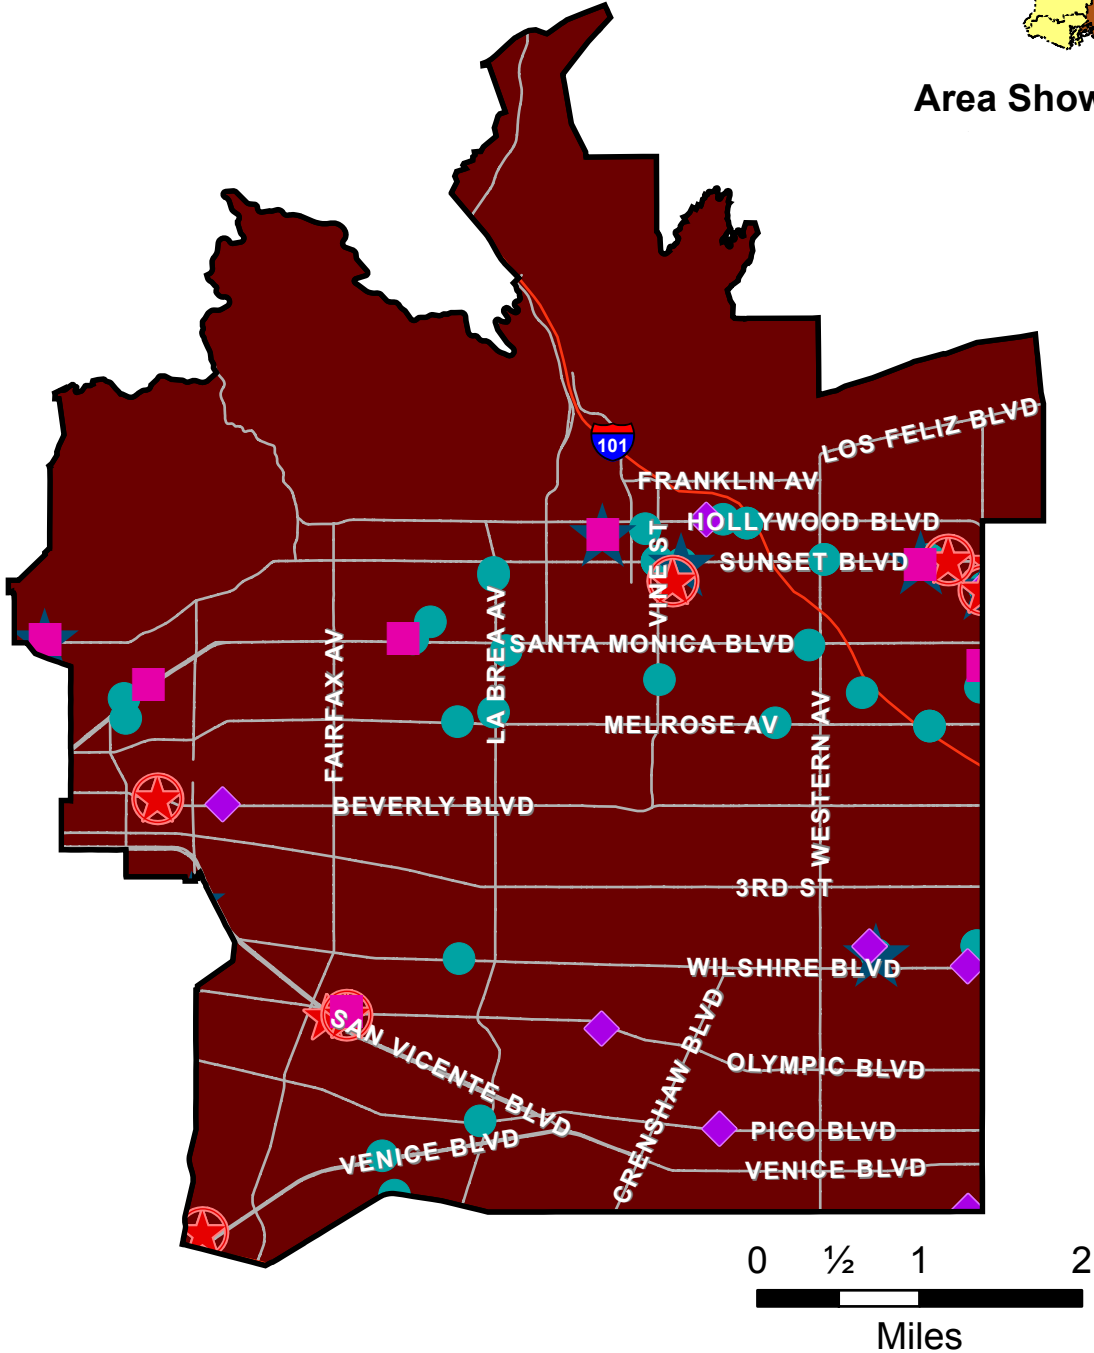 Area Show
LOS FELIZ BLVD
101
FRANKLIN AV
HOLLYWOOD BLVD
VINE ST
SUNSET BLVD
LA BREA AV
SANTA MONICA BLVD
FAIRFAX AV
WESTERN AV
MELROSE AV
BEVERLY BLVD
3RD ST
WILSHIRE BLVD
CRENSHAW BLVD
SAN VICENTE BLVD
OLYMPIC BLVD
PICO BLVD
VENICE BLVD
VENICE BLVD
0 ½ 1 2
Miles